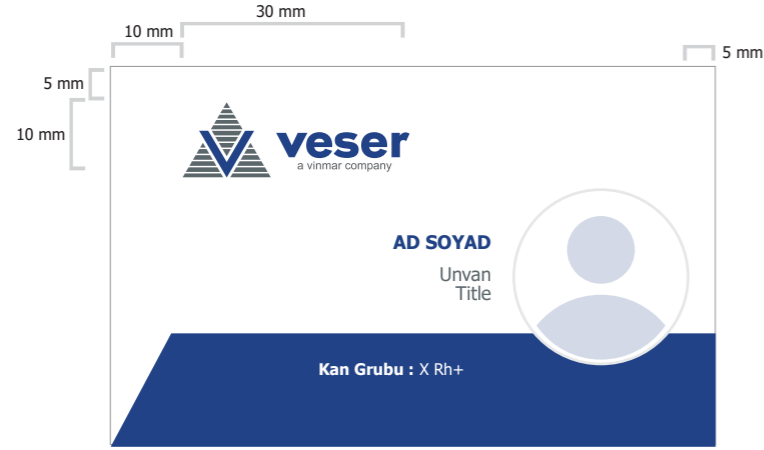 30 mm
10 mm
5 mm
5 mm
10 mm
veser
a vinmar company
AD SOYAD
Unvan
Title
Kan Grubu : X Rh+